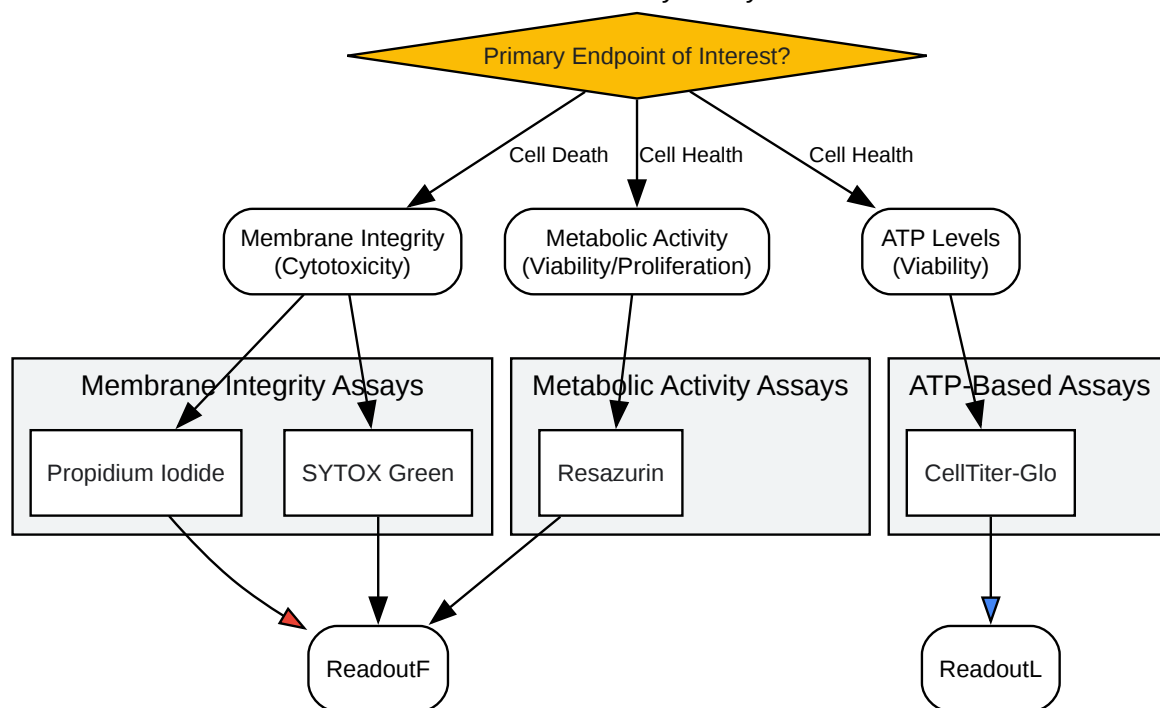 Primary Endpoint of Interest?
Cell Death
Cell Health
Cell Health
Membrane Integrity
(Cytotoxicity)
Metabolic Activity
(Viability/Proliferation)
ATP Levels
(Viability)
Membrane Integrity Assays
Metabolic Activity Assays
ATP-Based Assays
Propidium Iodide
SYTOX Green
Resazurin
CellTiter-Glo
ReadoutF
ReadoutL